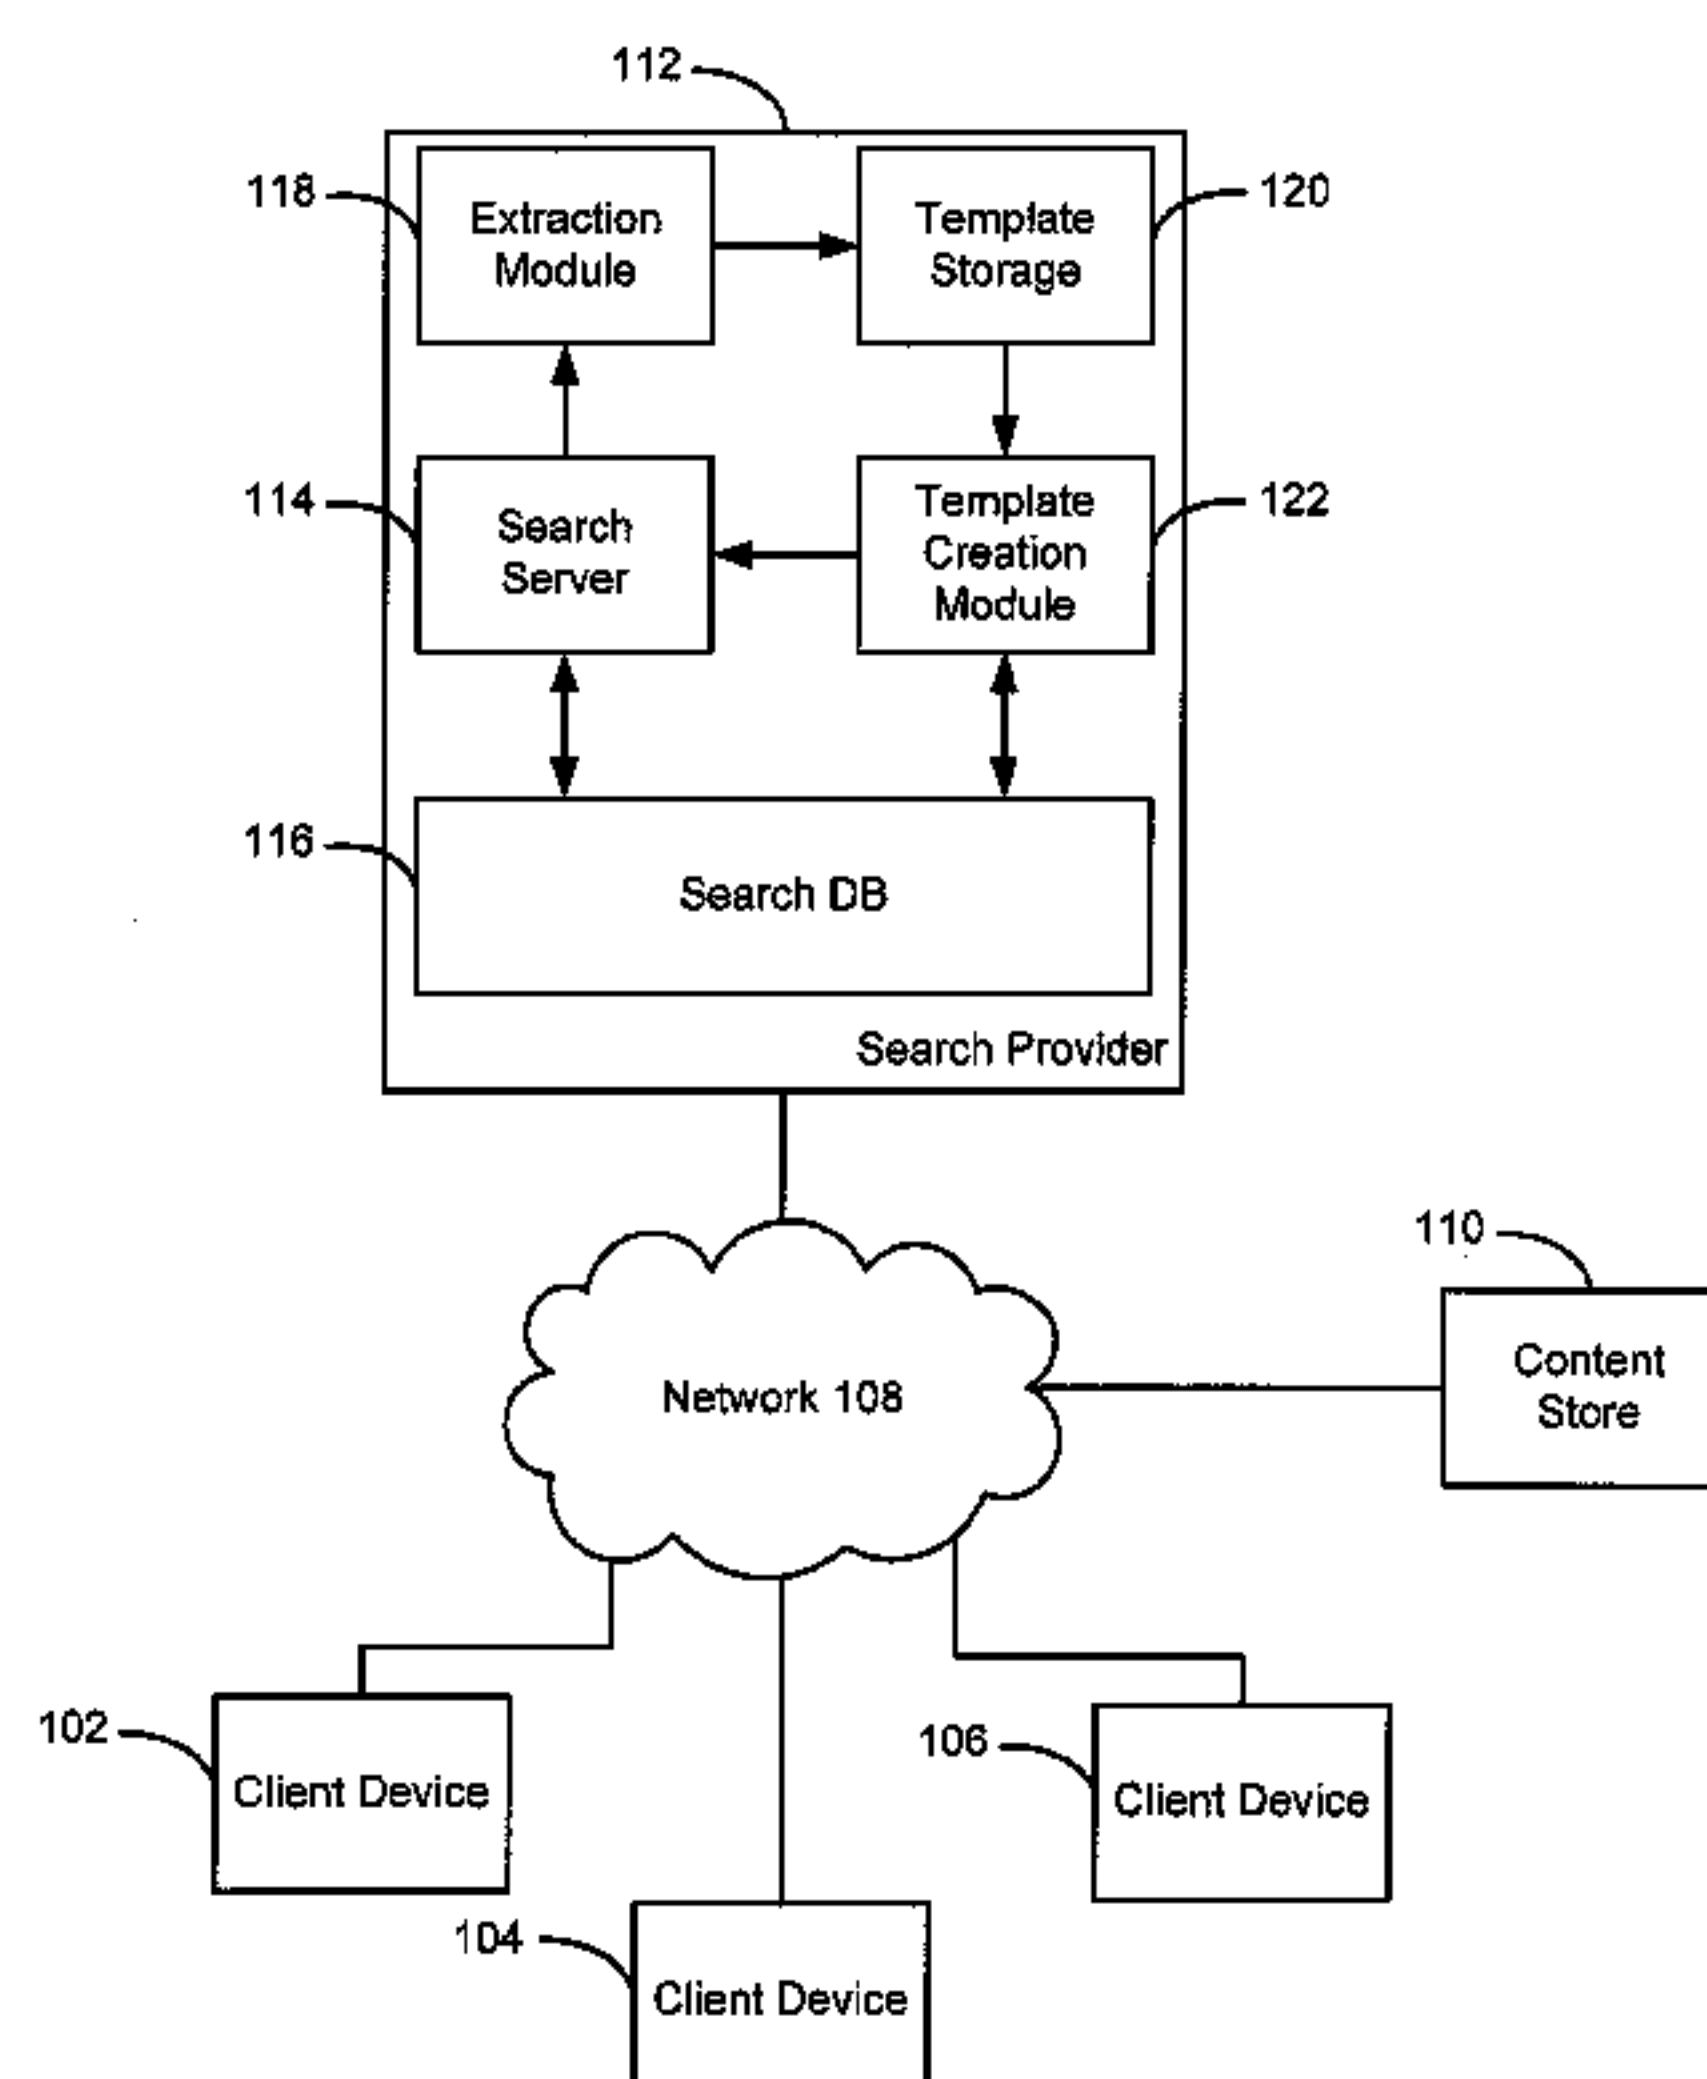 112
118
Extraction
Module
Template
Storage
120
114
Search
Server
Template
Creation
Module
122
116
Search DB
Search Provider
110
Content
Store
Network 108
102
Client Device
106
Client Device
104
Client Device